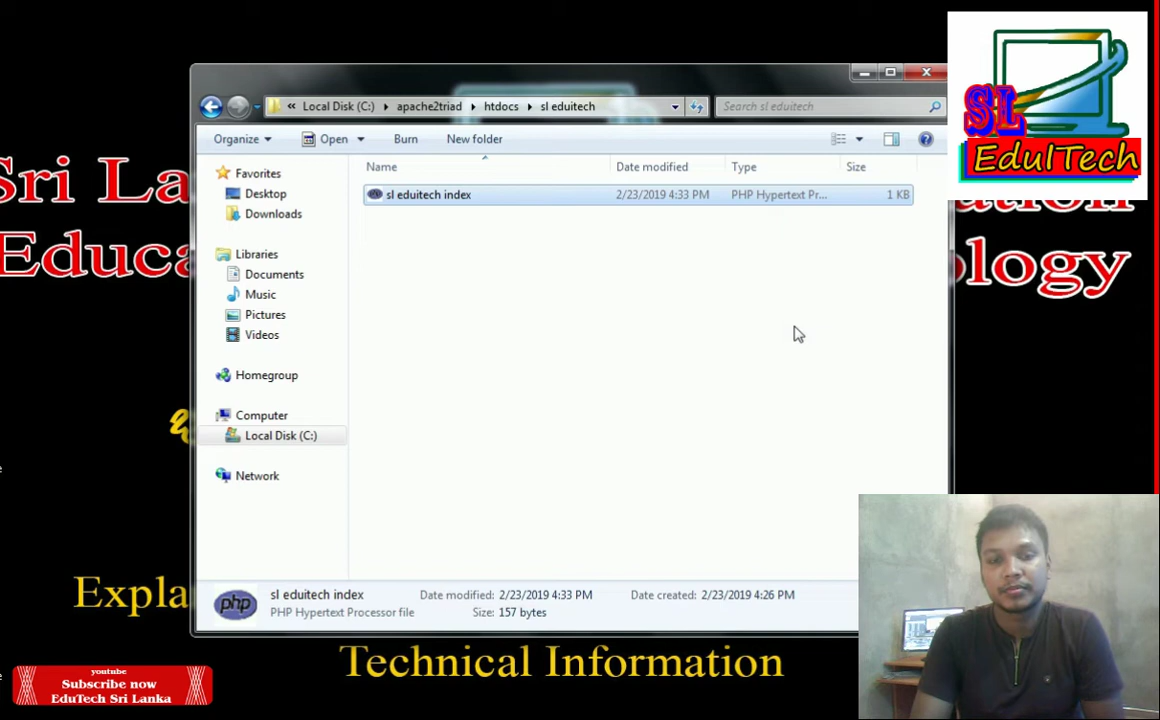 SL
EduITech
Sri La
ation
Educa
ology
« Local Disk (C:) ▸ apache2triad ▸ htdocs ▸ sl eduitech
Search sl eduitech
Organize
Open
Burn
New folder
Name
Date modified
Type
Size
Favorites
Desktop
Downloads
Libraries
Documents
Music
Pictures
Videos
Homegroup
Computer
Local Disk (C:)
Network
sl eduitech index
2/23/2019 4:33 PM
PHP Hypertext Pr...
1 KB
php
sl eduitech index
Date modified: 2/23/2019 4:33 PM
Date created: 2/23/2019 4:26 PM
PHP Hypertext Processor file
Size: 157 bytes
Expla
Technical Information
youtube
Subscribe now
EduTech Sri Lanka